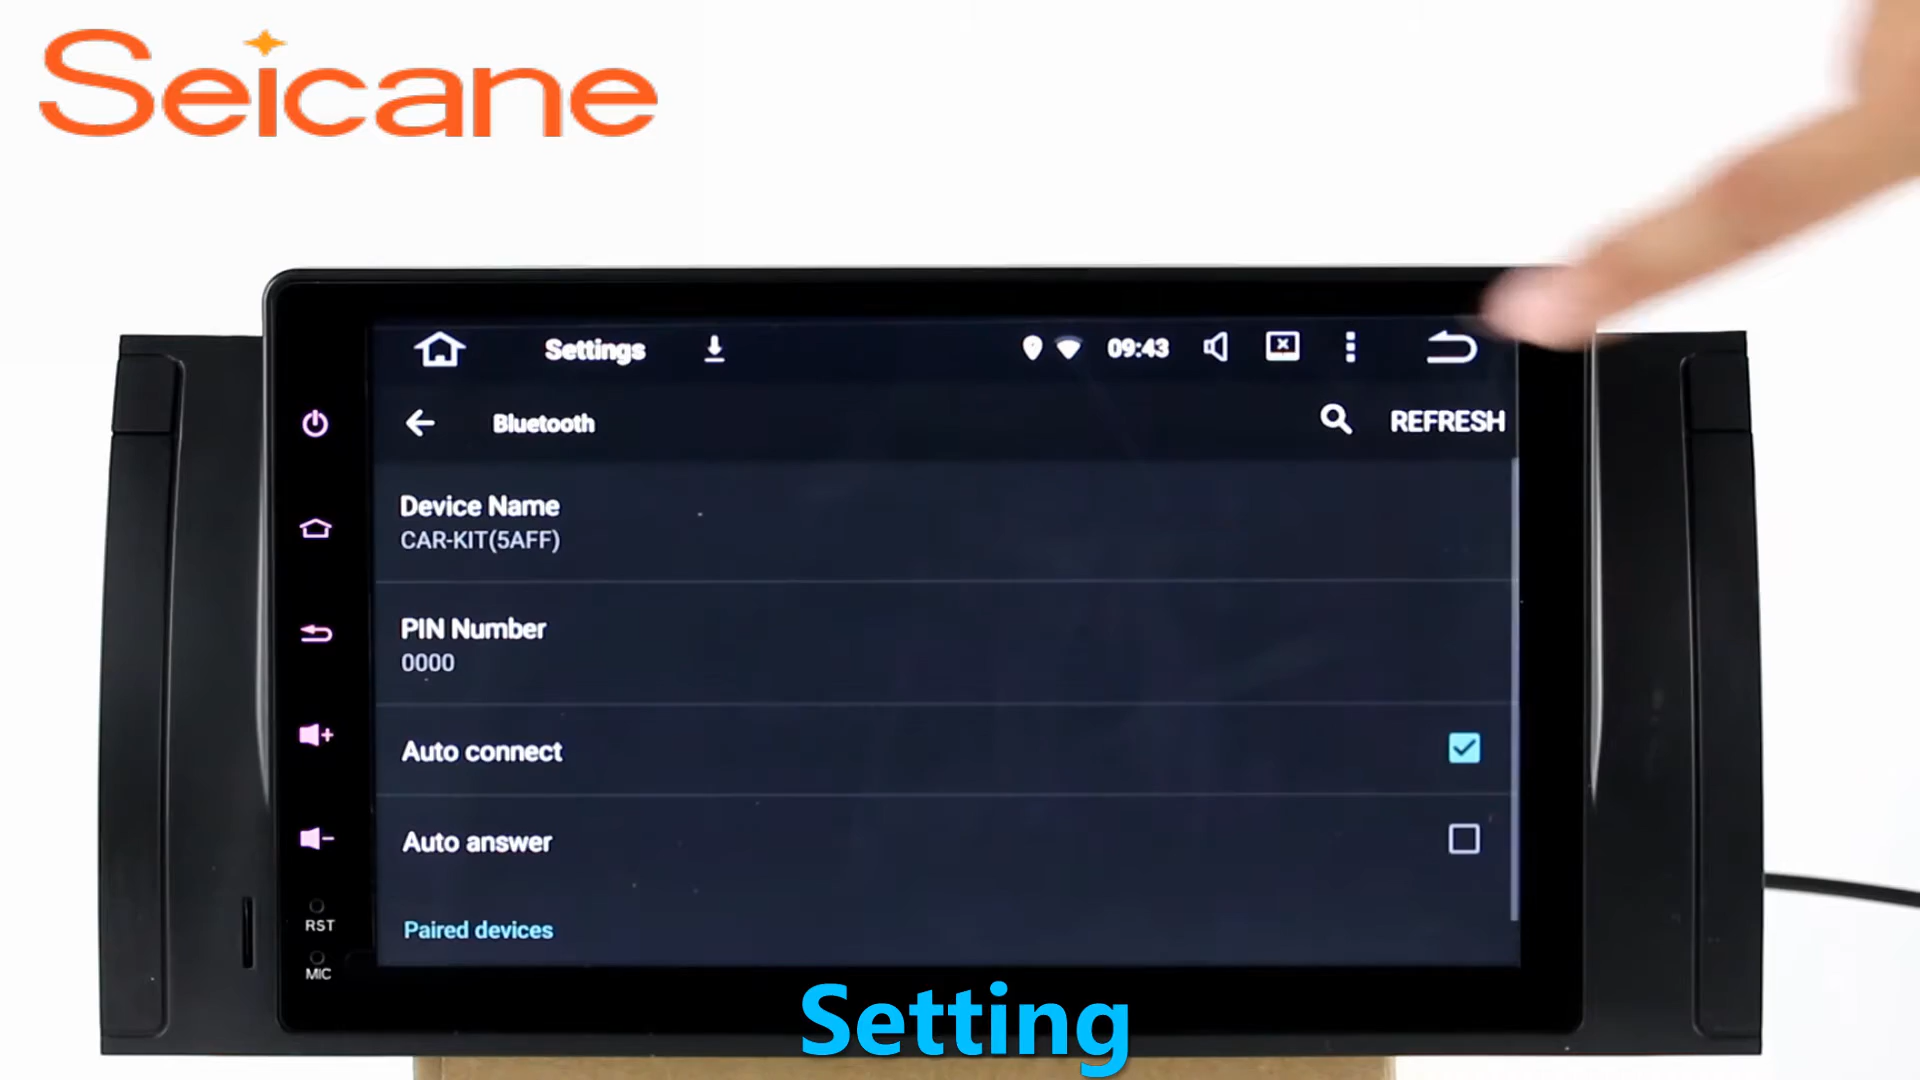 Seicane
Settings 09:43
Bluetooth REFRESH
Device Name
CAR-KIT(5AFF)
PIN Number
0000
Auto connect
Auto answer
Paired devices
RST
MIC
Setting